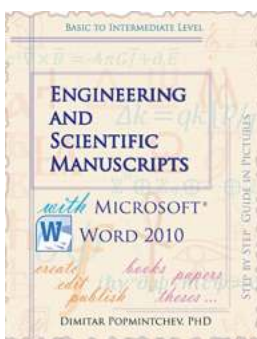 BASIC TO INTERMEDIATE LEVEL
ENGINEERING
AND
SCIENTIFIC
MANUSCRIPTS
with MICROSOFT®
WORD 2010
create
edit
publish
books papers
theses ...
STEP BY STEP GUIDE IN PICTURES
DIMITAR POPMINTCHEV, PHD